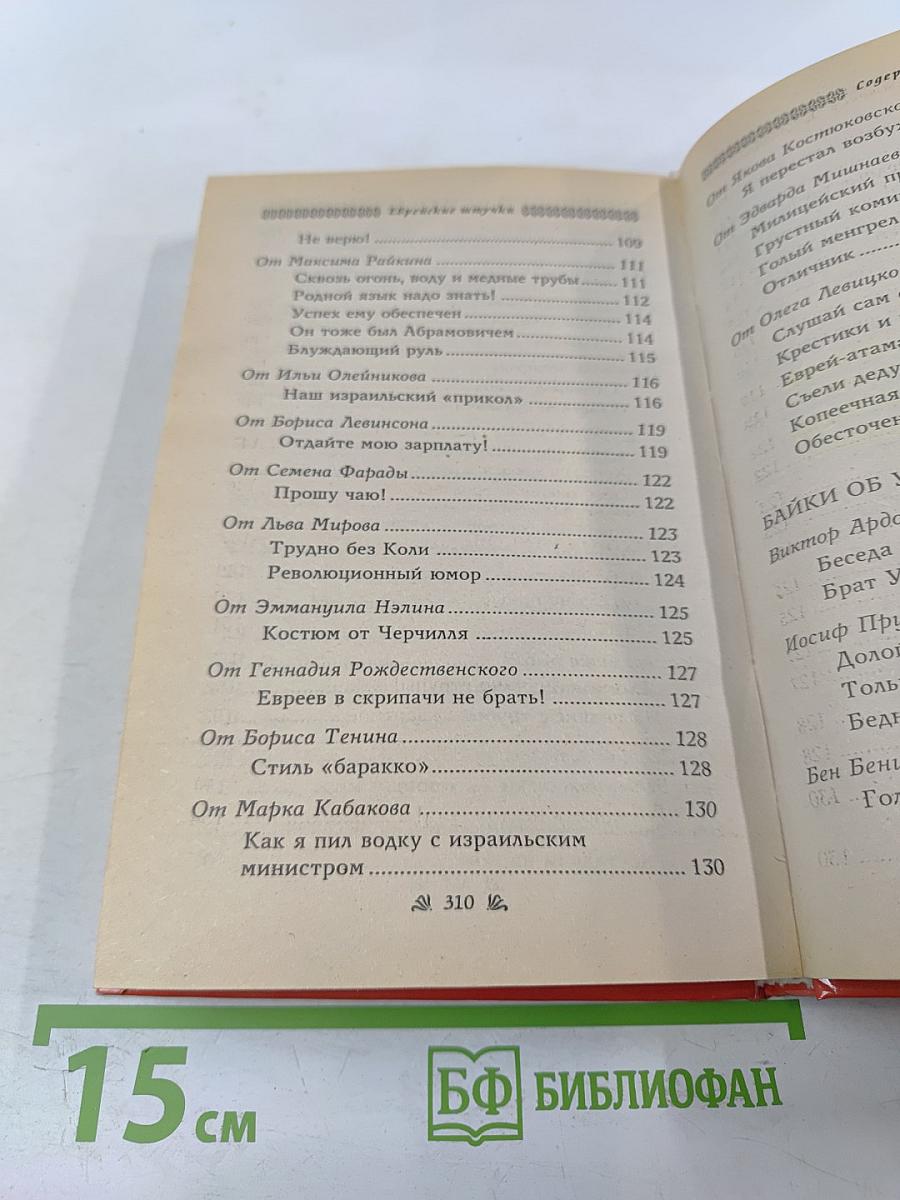 Еврейские штучки
Не верю! 109
От Максима Райкина 111
Сквозь огонь, воду и медные трубы 111
Родной язык надо знать! 112
Успех ему обеспечен 114
Он тоже был Абрамовичем 114
Блуждающий руль 115
От Ильи Олейникова 116
Наш израильский «прикол» 116
От Бориса Левинсона 119
Отдайте мою зарплату! 119
От Семена Фарады 122
Прошу чаю! 122
От Льва Мирова 123
Трудно без Коли 123
Революционный юмор 124
От Эммануила Нэлина 125
Костюм от Черчилля 125
От Геннадия Рождественского 127
Евреев в скрипачи не брать! 127
От Бориса Тенина 128
Стиль «баракко» 128
От Марка Кабакова 130
Как я пил водку с израильским
министром 130
310
Содер
От Якова Костюковско
Я перестал возбу
От Эдварда Мишнаев
Милицейский пр
Грустный коми
Голый менгрел
Отличник
От Олега Левицко
Слушай сам
Крестики и
Еврей-атама
Съели деду
Копеечная
Обесточен
БАЙКИ ОБ У
Виктор Ардо
Беседа
Брат У
Иосиф Пру
Долой
Толь
Бедн
Бен Бени
Гол
15 см
БФ БИБЛИОФАН